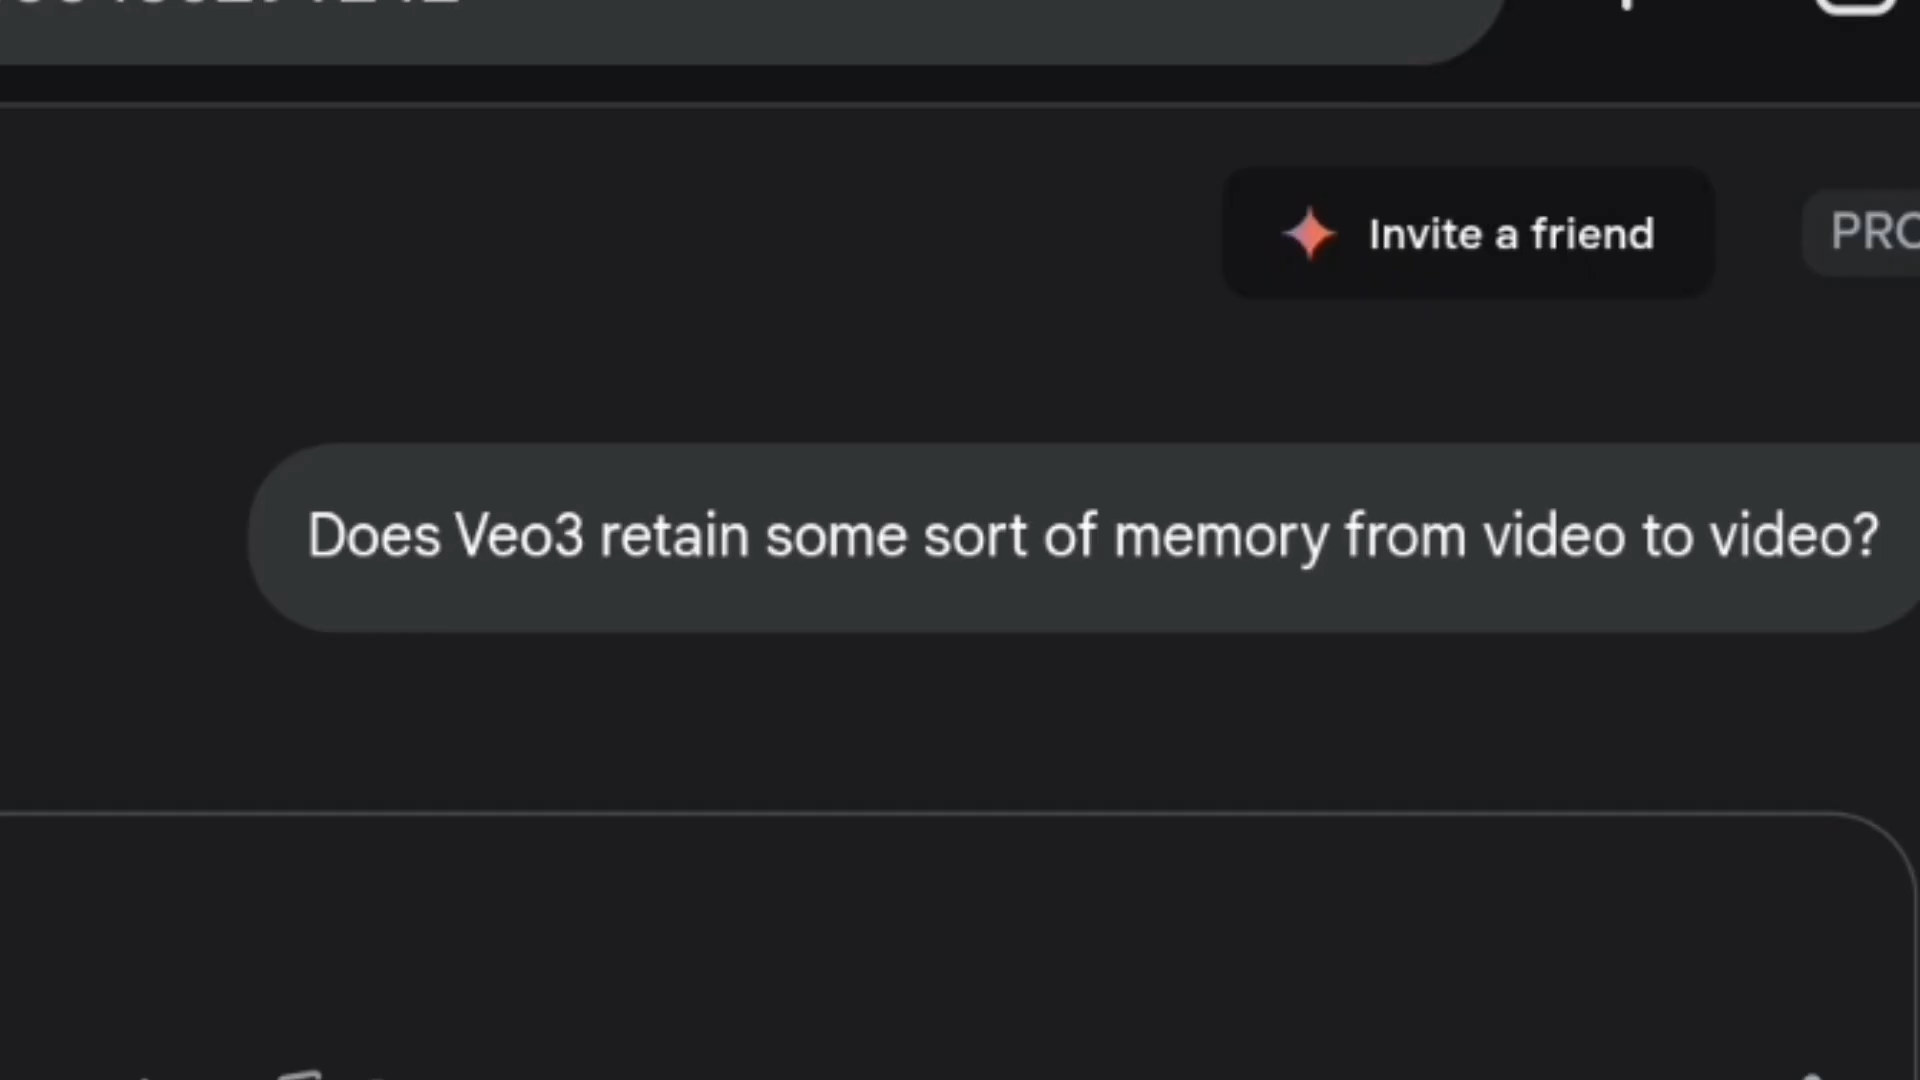 Invite a friend
Does Veo3 retain some sort of memory from video to video?